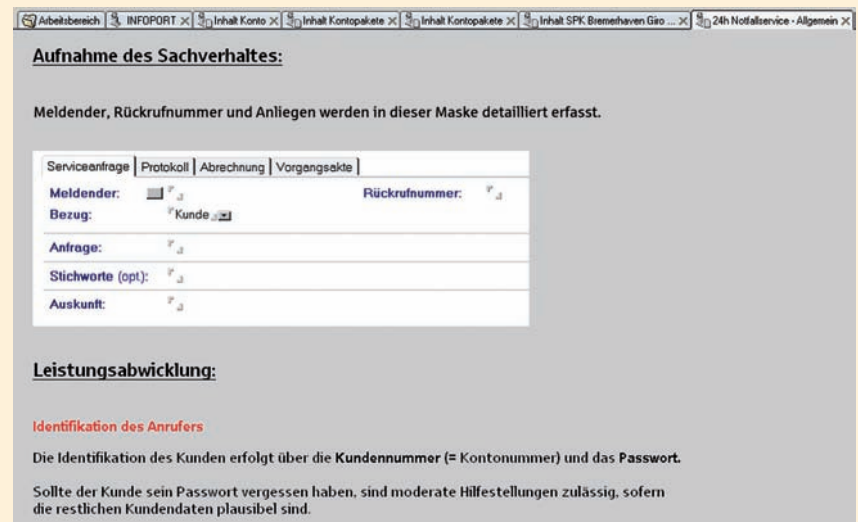 Arbeitsbereich INFOPORT Inhalt Konto Inhalt Kontopakete Inhalt Kontopakete Inhalt SPK Bremerhaven Giro ... 24h Notfallservice - Allgemein
Aufnahme des Sachverhaltes:
Meldender, Rückrufnummer und Anliegen werden in dieser Maske detailliert erfasst.
Serviceanfrage Protokoll Abrechnung Vorgangsakte
Meldender: Rückrufnummer:
Bezug: Kunde
Anfrage:
Stichworte (opt):
Auskunft:
Leistungsabwicklung:
Identifikation des Anrufers
Die Identifikation des Kunden erfolgt über die Kundennummer (= Kontonummer) und das Passwort.
Sollte der Kunde sein Passwort vergessen haben, sind moderate Hilfestellungen zulässig, sofern
die restlichen Kundendaten plausibel sind.